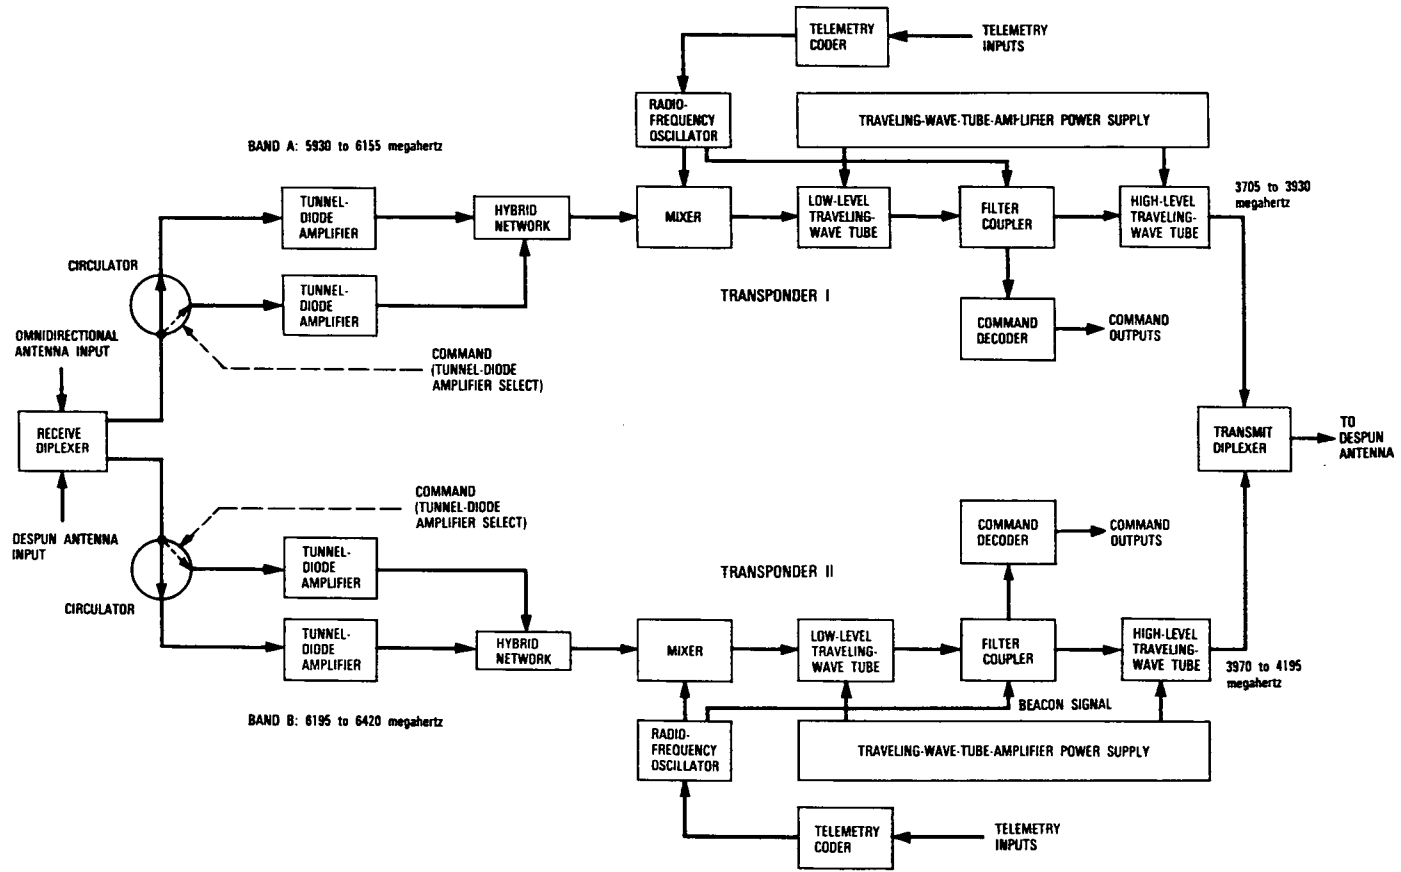 TELEMETRY
CODER
TELEMETRY
INPUTS
RADIO-
FREQUENCY
OSCILLATOR
TRAVELING-WAVE-TUBE-AMPLIFIER POWER SUPPLY
BAND A: 5930 to 6155 megahertz
TUNNEL-
DIODE
AMPLIFIER
HYBRID
NETWORK
MIXER
LOW-LEVEL
TRAVELING-
WAVE TUBE
FILTER
COUPLER
HIGH-LEVEL
TRAVELING-
WAVE TUBE
3705 to 3930
megahertz
CIRCULATOR
TUNNEL-
DIODE
AMPLIFIER
TRANSPONDER I
COMMAND
DECODER
COMMAND
OUTPUTS
OMNIDIRECTIONAL
ANTENNA INPUT
COMMAND
(TUNNEL-DIODE
AMPLIFIER SELECT)
RECEIVE
DIPLEXER
TRANSMIT
DIPLEXER
TO
DESPUN
ANTENNA
DESPUN ANTENNA
INPUT
COMMAND
(TUNNEL-DIODE
AMPLIFIER SELECT)
COMMAND
DECODER
COMMAND
OUTPUTS
TUNNEL-
DIODE
AMPLIFIER
TRANSPONDER II
CIRCULATOR
TUNNEL-
DIODE
AMPLIFIER
HYBRID
NETWORK
MIXER
LOW-LEVEL
TRAVELING-
WAVE TUBE
FILTER
COUPLER
HIGH-LEVEL
TRAVELING-
WAVE TUBE
3970 to 4195
megahertz
BEACON SIGNAL
BAND B: 6195 to 6420 megahertz
RADIO-
FREQUENCY
OSCILLATOR
TRAVELING-WAVE-TUBE-AMPLIFIER POWER SUPPLY
TELEMETRY
CODER
TELEMETRY
INPUTS